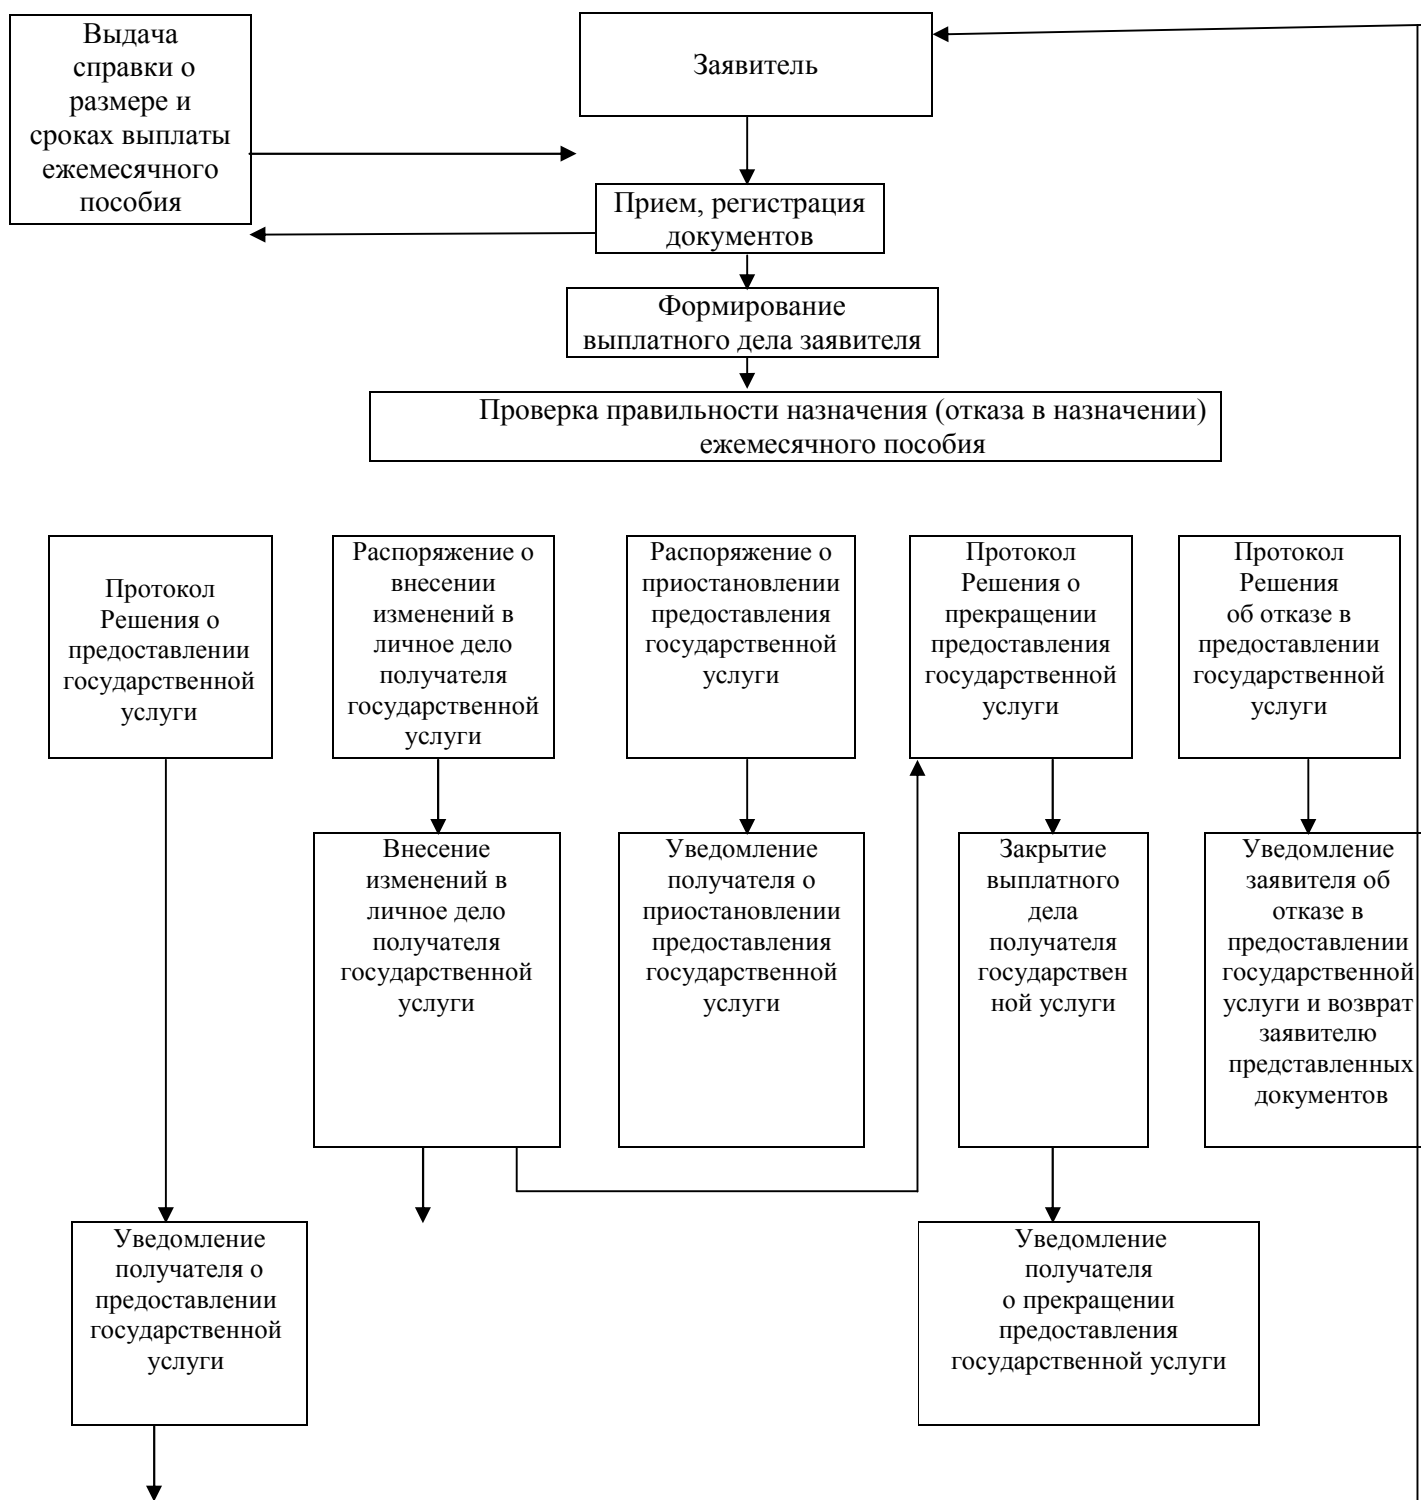 Выдача
справки о
размере и
сроках выплаты
ежемесячного
пособия
Заявитель
Прием, регистрация
документов
Формирование
выплатного дела заявителя
Проверка правильности назначения (отказа в назначении)
ежемесячного пособия
Протокол
Решения о
предоставлении
государственной
услуги
Распоряжение о
внесении
изменений в
личное дело
получателя
государственной
услуги
Распоряжение о
приостановлении
предоставления
государственной
услуги
Протокол
Решения о
прекращении
предоставления
государственной
услуги
Протокол
Решения
об отказе в
предоставлении
государственной
услуги
Внесение
изменений в
личное дело
получателя
государственной
услуги
Уведомление
получателя о
приостановлении
предоставления
государственной
услуги
Закрытие
выплатного
дела
получателя
государствен
ной услуги
Уведомление
заявителя об
отказе в
предоставлении
государственной
услуги и возврат
заявителю
представленных
документов
Уведомление
получателя о
предоставлении
государственной
услуги
Уведомление
получателя
о прекращении
предоставления
государственной услуги